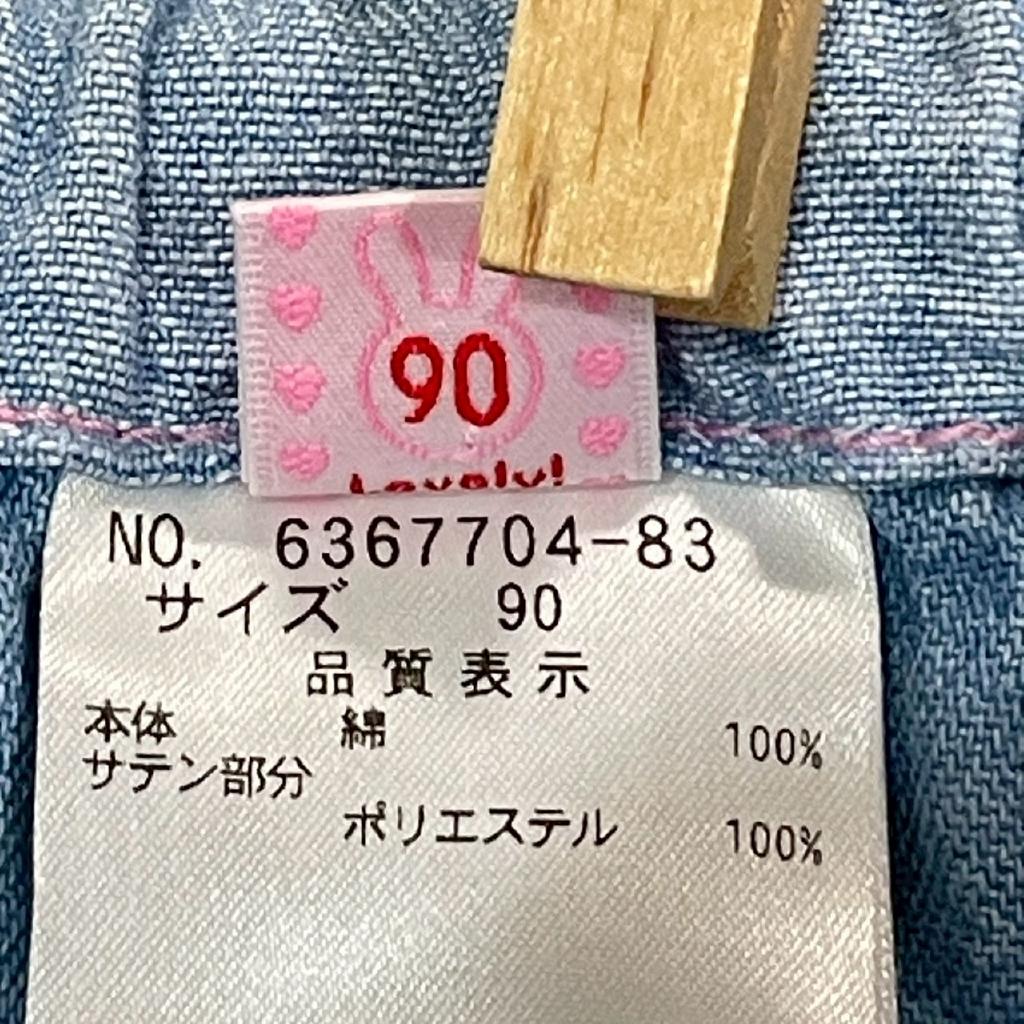 90
Lovely!
NO. 6367704-83
サイズ 90
品質表示
本体 綿 100%
サテン部分
ポリエステル 100%